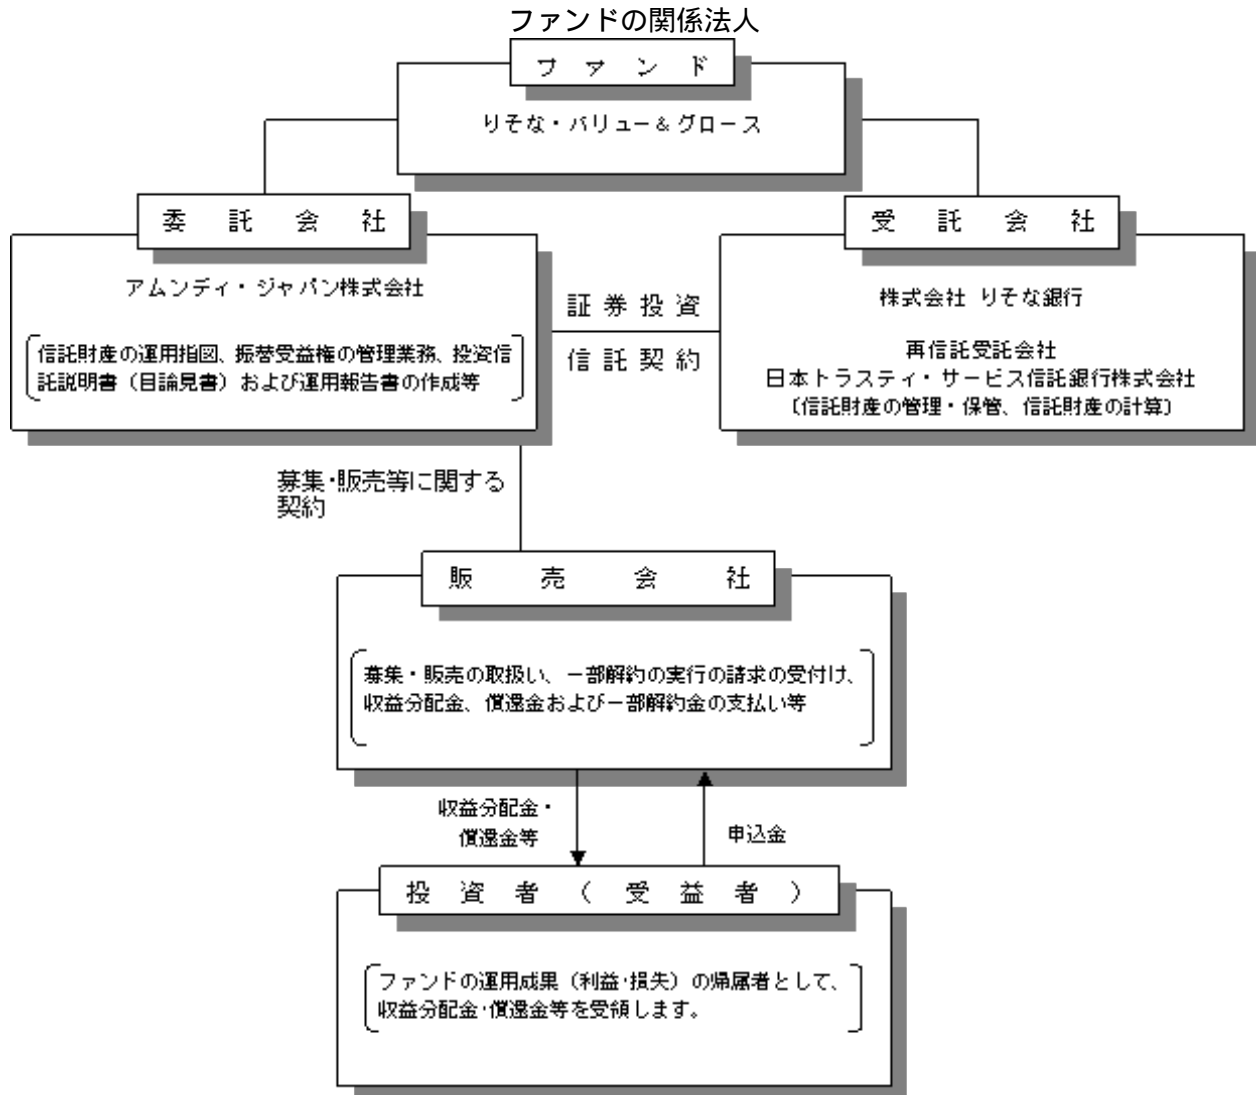 ファンドの関係法人
ファンド
りそな・バリュー＆グロース
委託会社
アムンディ・ジャパン株式会社
信託財産の運用指図、振替受益権の管理業務、投資信
託説明書（目論見書）および運用報告書の作成等
証券投資
信託契約
受託会社
株式会社 りそな銀行
再信託受託会社
日本トラスティ・サービス信託銀行株式会社
〔信託財産の管理・保管、信託財産の計算〕
募集・販売等に関する
契約
販売会社
募集・販売の取扱い、一部解約の実行の請求の受付け、
収益分配金、償還金および一部解約金の支払い等
収益分配金・
償還金等
申込金
投資者（受益者）
ファンドの運用成果（利益・損失）の帰属者として、
収益分配金・償還金等を受領します。